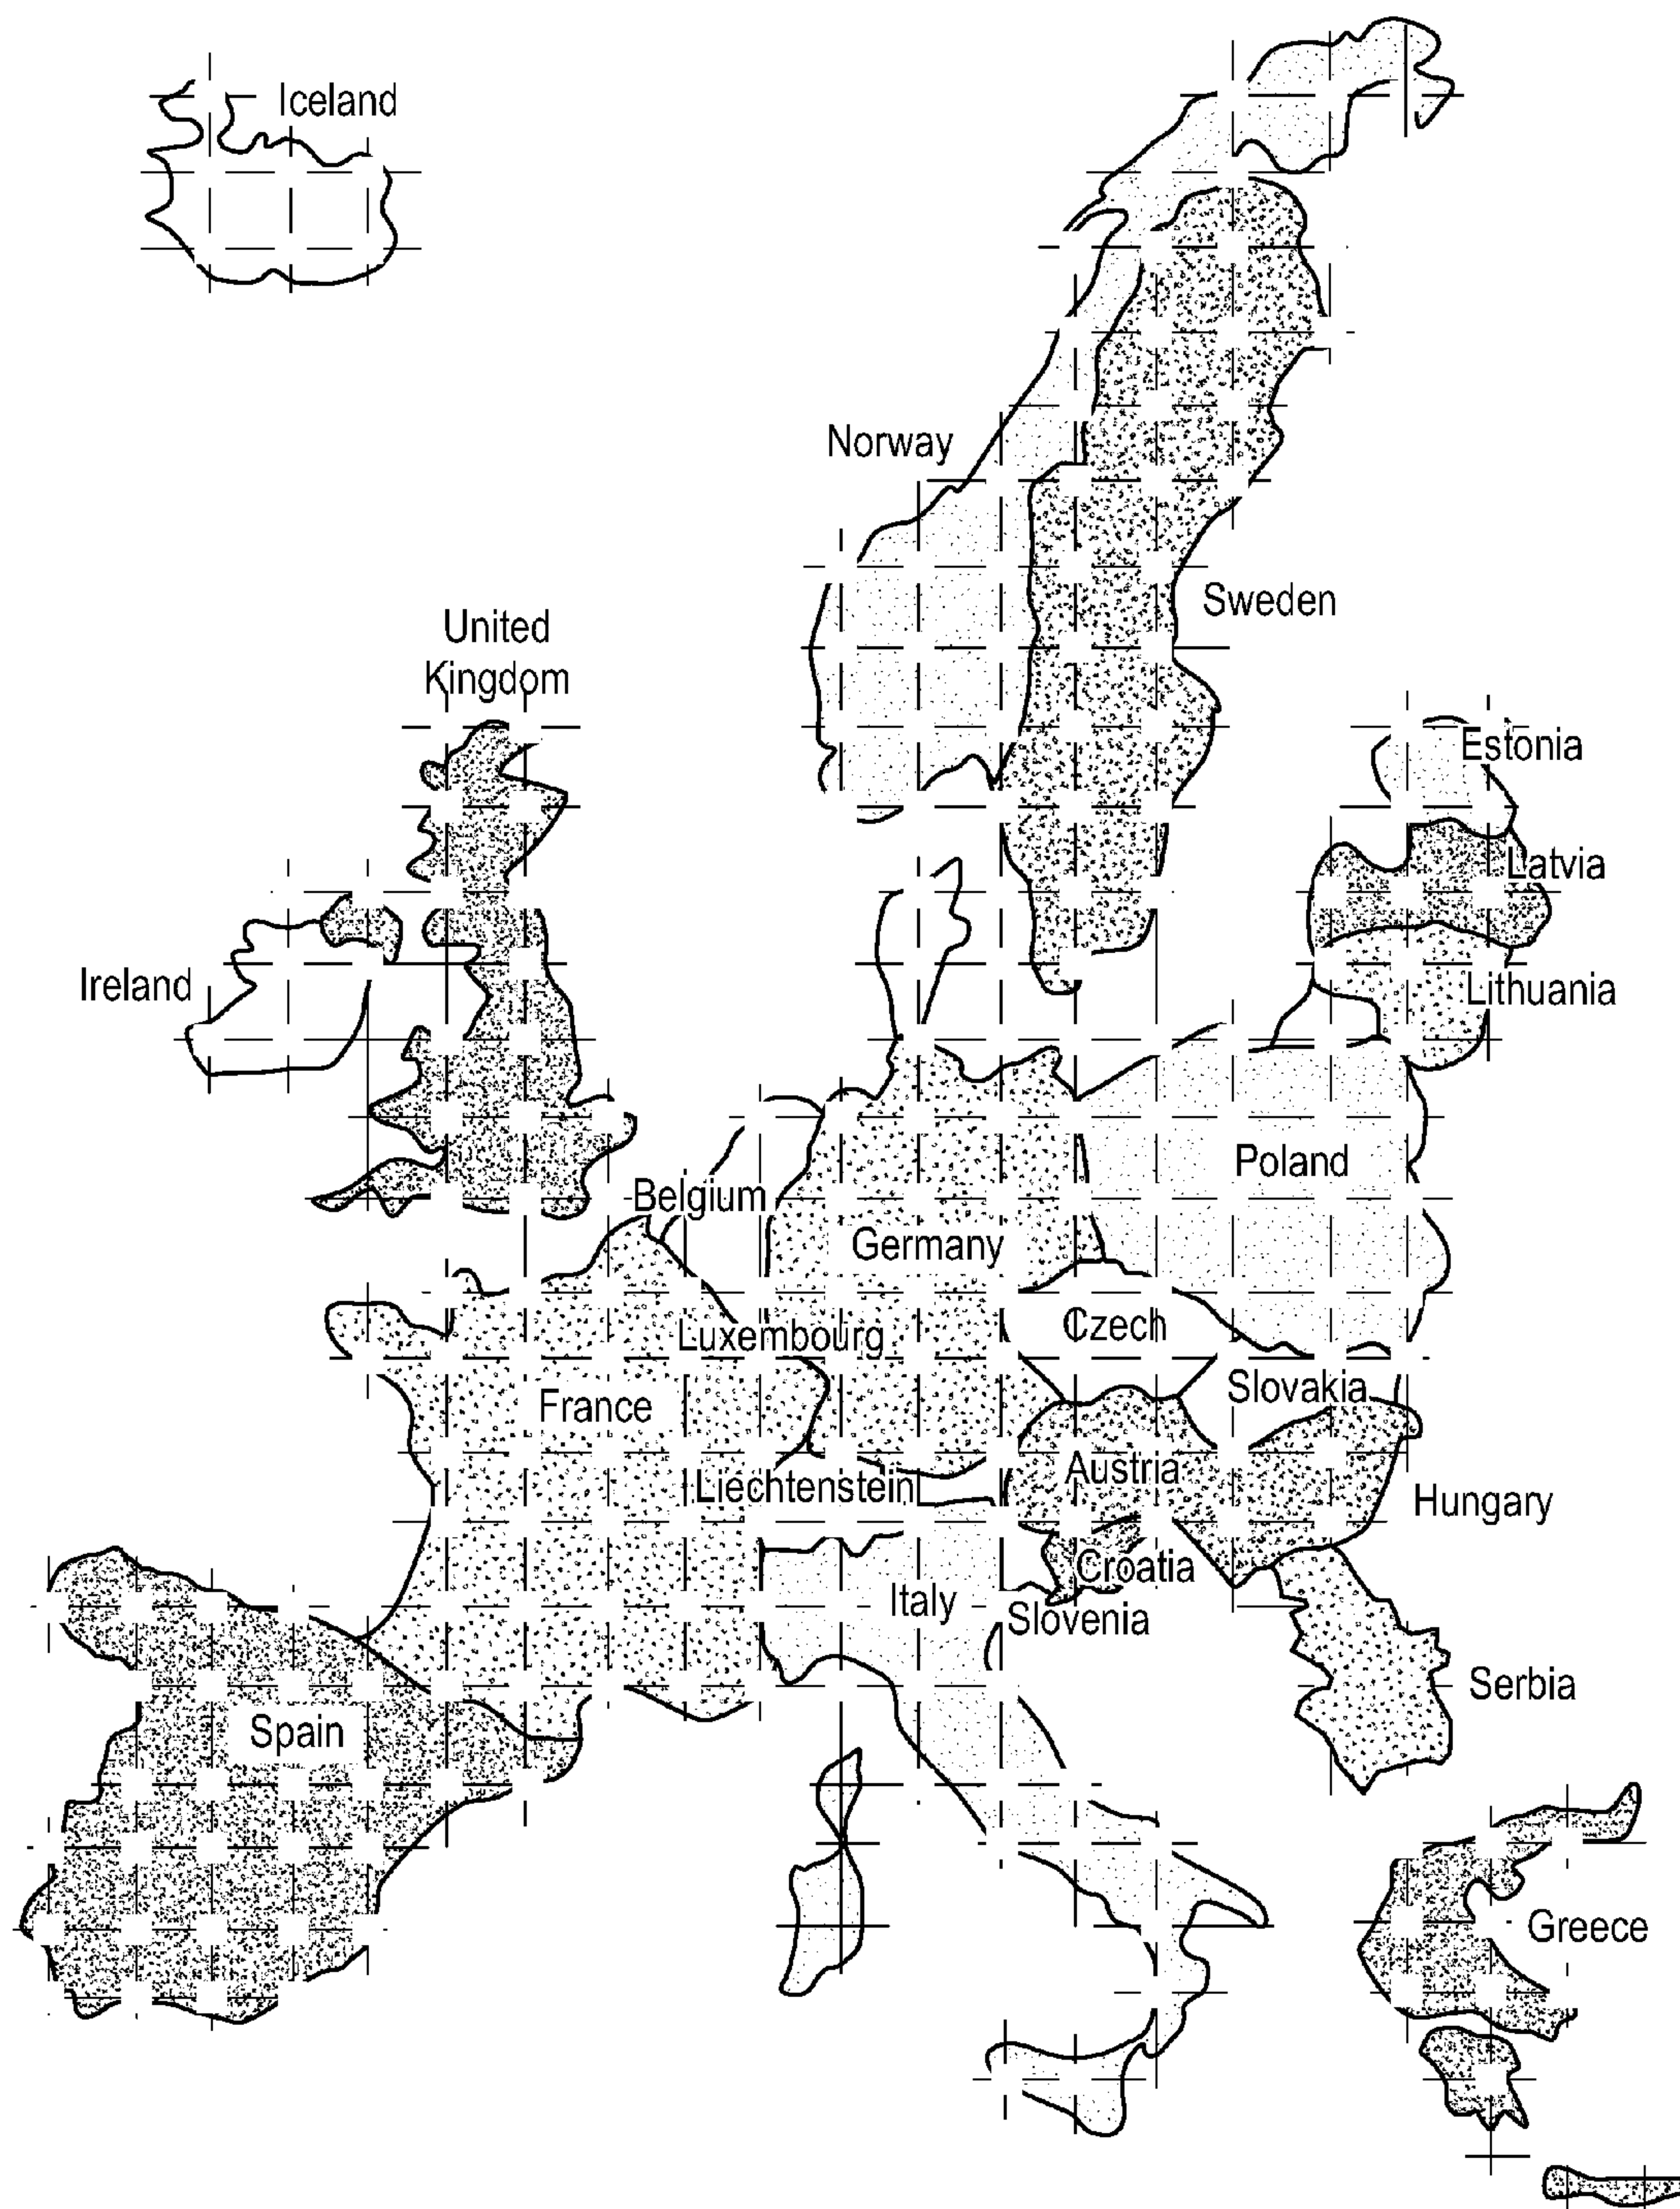 Iceland
Norway
Sweden
United
Kingdom
Estonia
Latvia
Ireland
Lithuania
Poland
Belgium
Germany
Czech
Luxembourg
Slovakia
France
Austria
Liechtenstein
Hungary
Croatia
Italy
Slovenia
Serbia
Spain
Greece